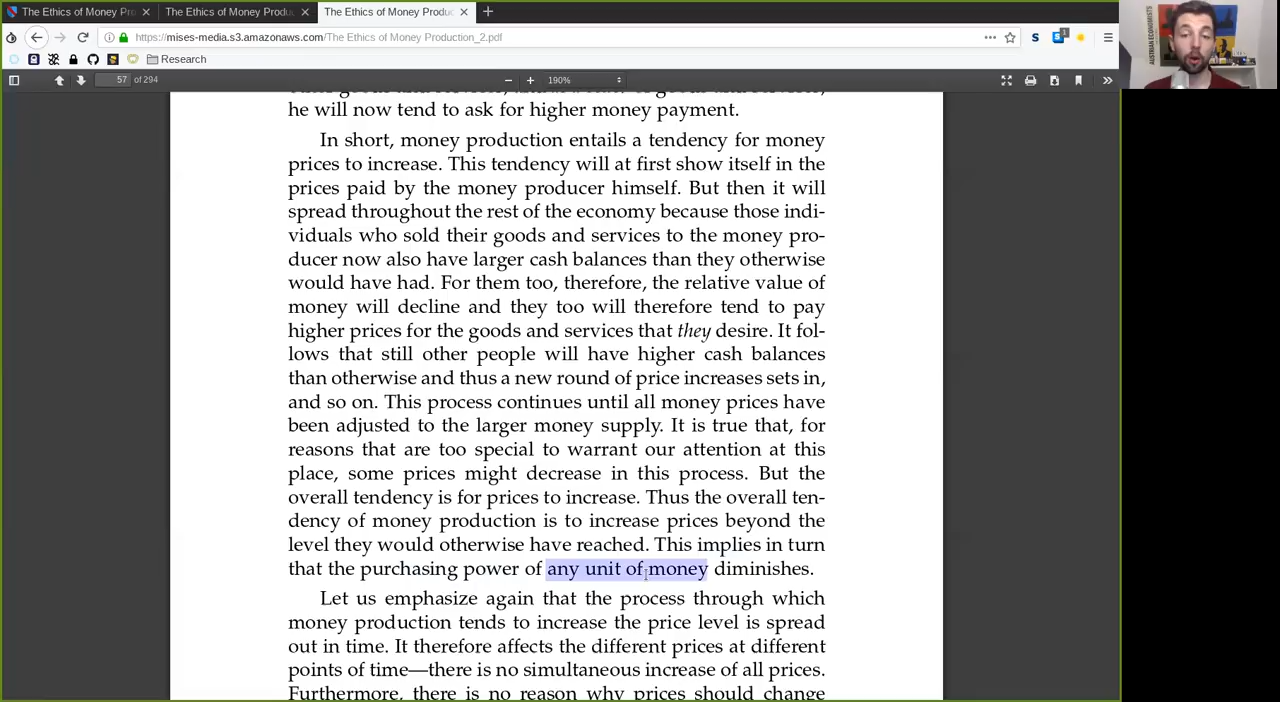 The Ethics of Money Pro
The Ethics of Money Produ
The Ethics of Money Produc
https://mises-media.s3.amazonaws.com/The Ethics of Money Production_2.pdf
Research
57 of 294
190%
he will now tend to ask for higher money payment.
In short, money production entails a tendency for money
prices to increase. This tendency will at first show itself in the
prices paid by the money producer himself. But then it will
spread throughout the rest of the economy because those indi-
viduals who sold their goods and services to the money pro-
ducer now also have larger cash balances than they otherwise
would have had. For them too, therefore, the relative value of
money will decline and they too will therefore tend to pay
higher prices for the goods and services that they desire. It fol-
lows that still other people will have higher cash balances
than otherwise and thus a new round of price increases sets in,
and so on. This process continues until all money prices have
been adjusted to the larger money supply. It is true that, for
reasons that are too special to warrant our attention at this
place, some prices might decrease in this process. But the
overall tendency is for prices to increase. Thus the overall ten-
dency of money production is to increase prices beyond the
level they would otherwise have reached. This implies in turn
that the purchasing power of any unit of money diminishes.
Let us emphasize again that the process through which
money production tends to increase the price level is spread
out in time. It therefore affects the different prices at different
points of time—there is no simultaneous increase of all prices.
Furthermore, there is no reason why prices should change
AUSTRIAN ECONOMISTS